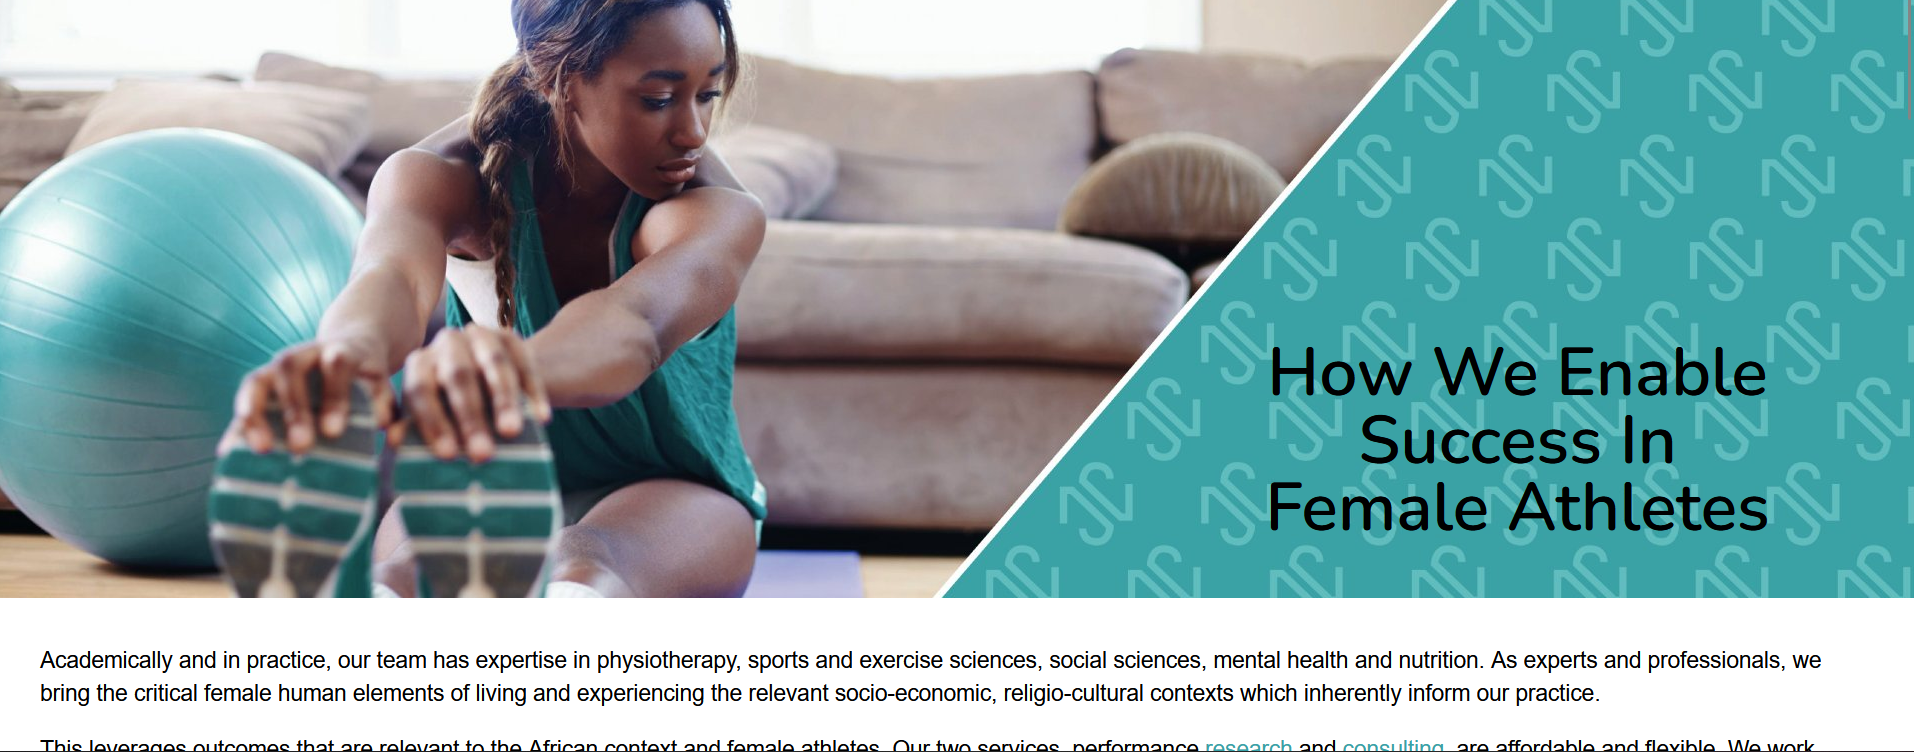 How We Enable
Success In
Female Athletes
Academically and in practice, our team has expertise in physiotherapy, sports and exercise sciences, social sciences, mental health and nutrition. As experts and professionals, we
bring the critical female human elements of living and experiencing the relevant socio-economic, religio-cultural contexts which inherently inform our practice.
This leverages outcomes that are relevant to the African context and female athletes. Our two services, performance research and consulting, are affordable and flexible. We work